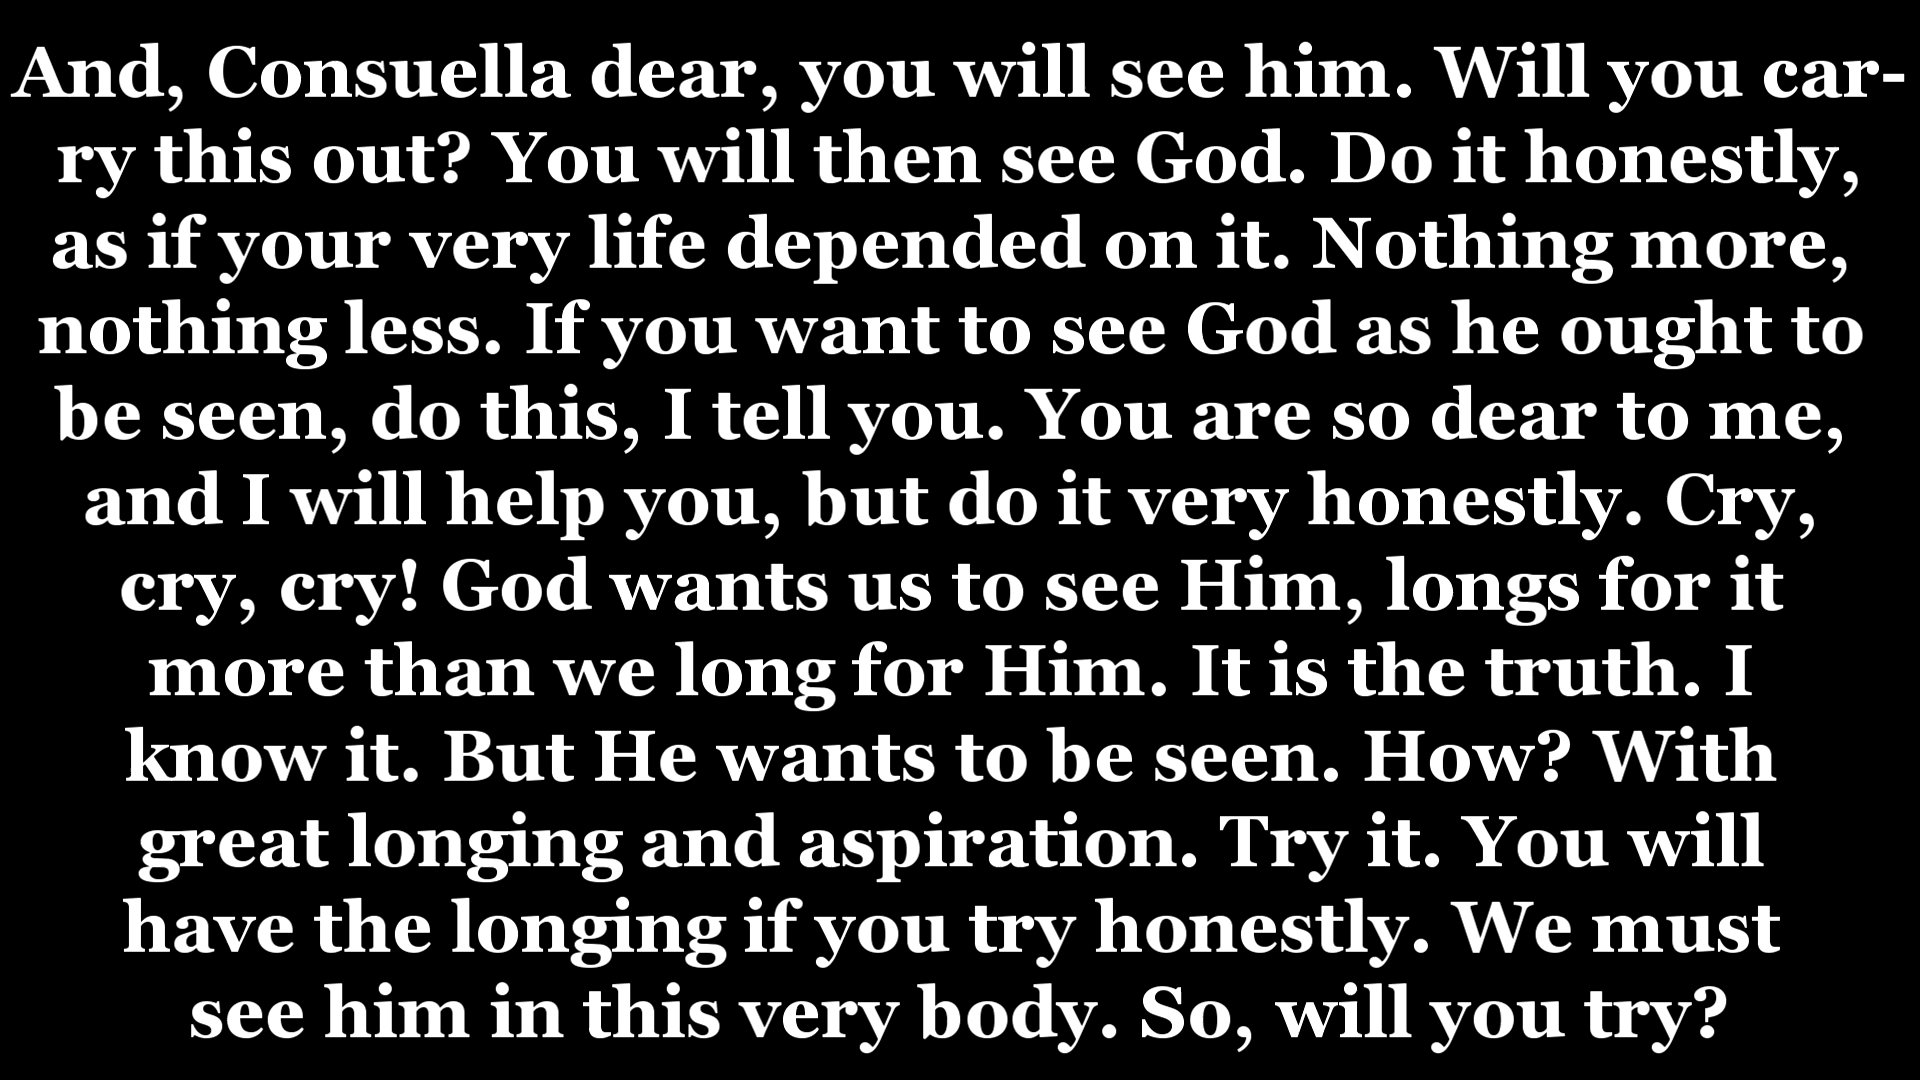 And, Consuella dear, you will see him. Will you car-
ry this out? You will then see God. Do it honestly,
as if your very life depended on it. Nothing more,
nothing less. If you want to see God as he ought to
be seen, do this, I tell you. You are so dear to me,
and I will help you, but do it very honestly. Cry,
cry, cry! God wants us to see Him, longs for it
more than we long for Him. It is the truth. I
know it. But He wants to be seen. How? With
great longing and aspiration. Try it. You will
have the longing if you try honestly. We must
see him in this very body. So, will you try?